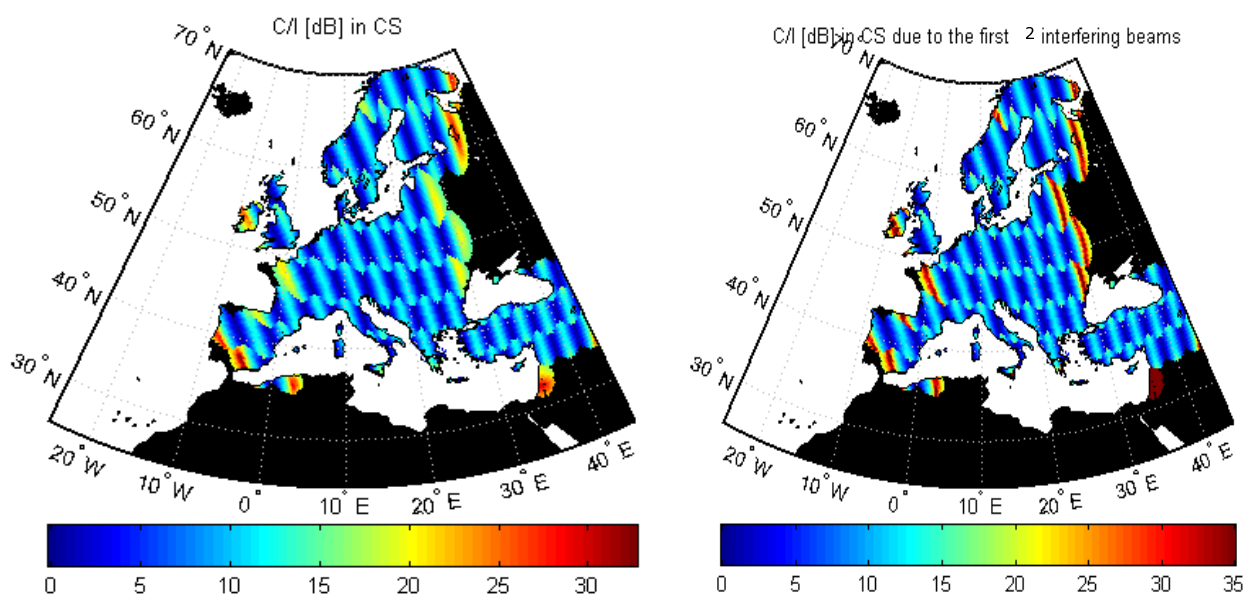 C/I [dB] in CS
70° N
60° N
50° N
40° N
30° N
20° W
10° W
0°
10° E
20° E
30° E
40° E
0 5 10 15 20 25 30
C/I [dB] in CS due to the first 2 interfering beams
70° N
60° N
50° N
40° N
30° N
20° W
10° W
0°
10° E
20° E
30° E
40° E
0 5 10 15 20 25 30 35